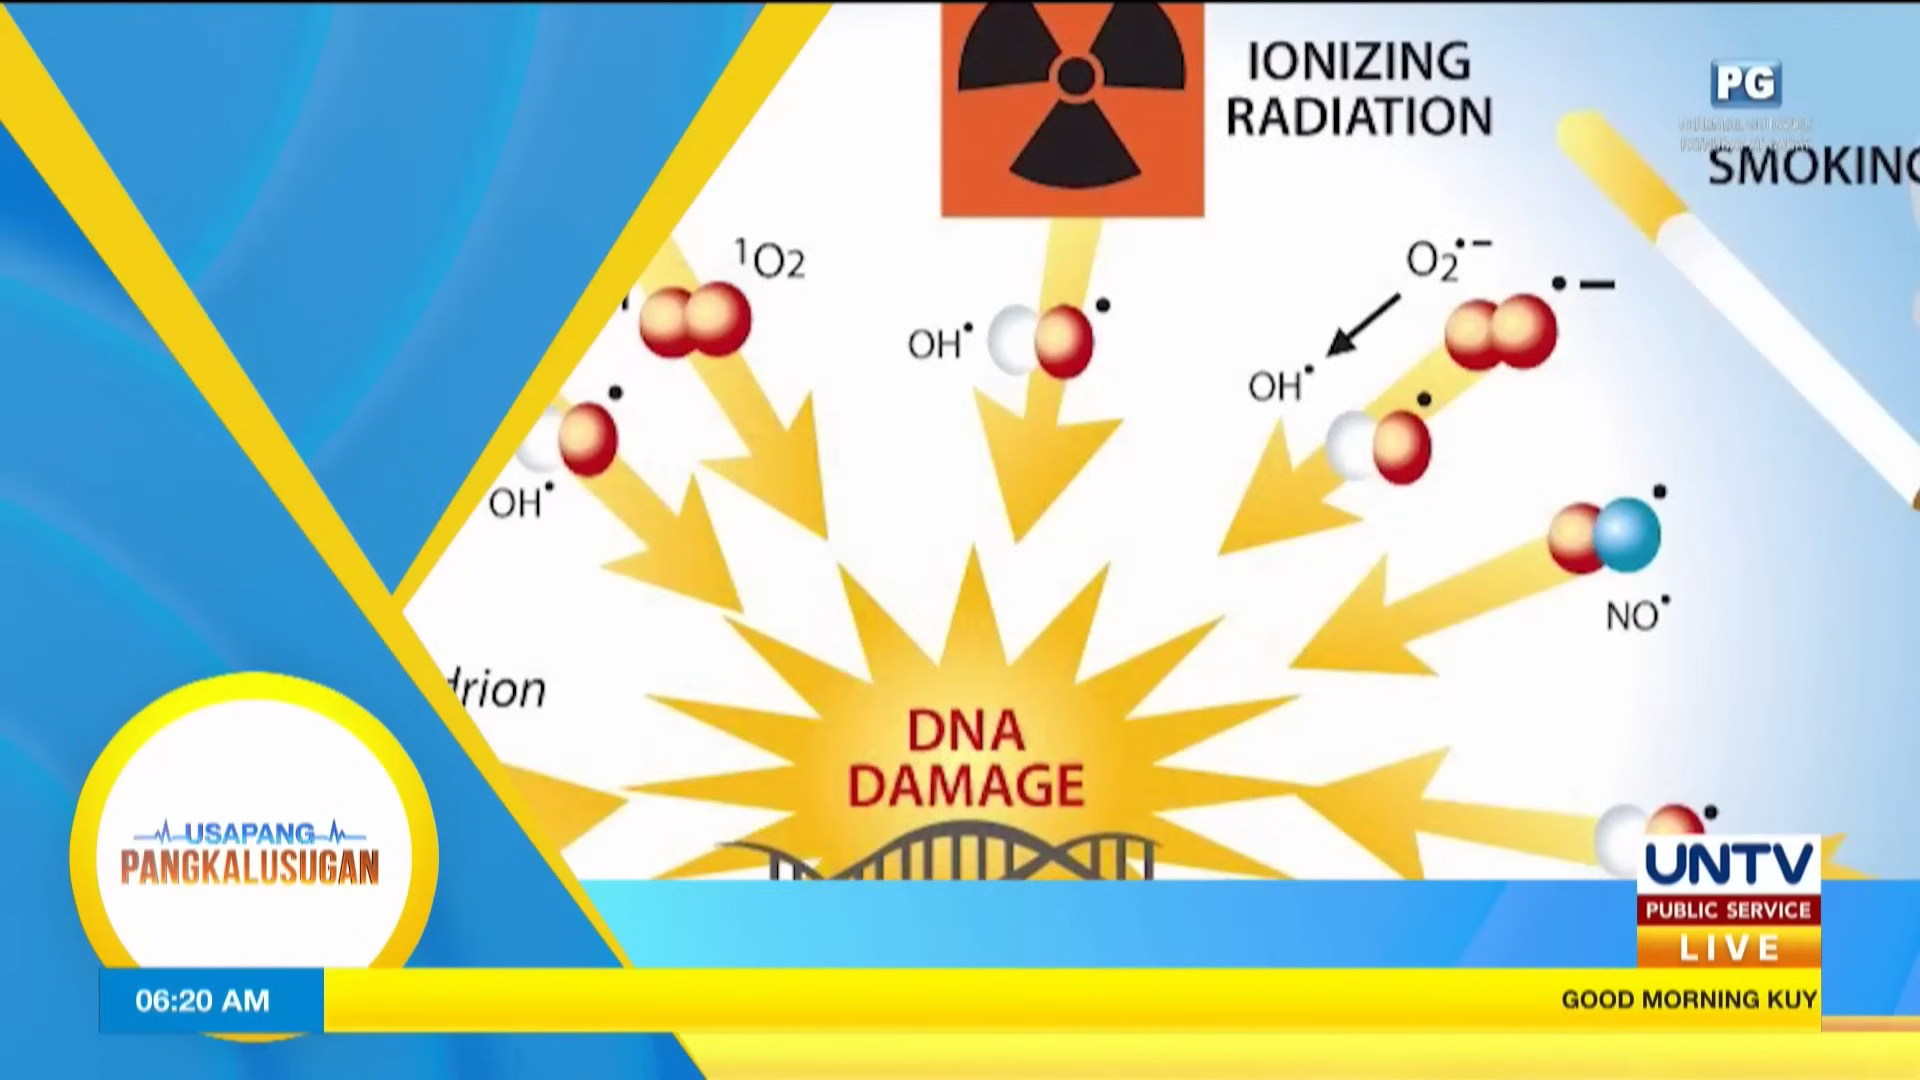 IONIZING
RADIATION
PG
SMOKING
¹O2
O2•–
OH•
OH•
OH•
NO•
drion
DNA
DAMAGE
USAPANG
PANGKALUSUGAN
UNTV
PUBLIC SERVICE
LIVE
06:20 AM
GOOD MORNING KUY